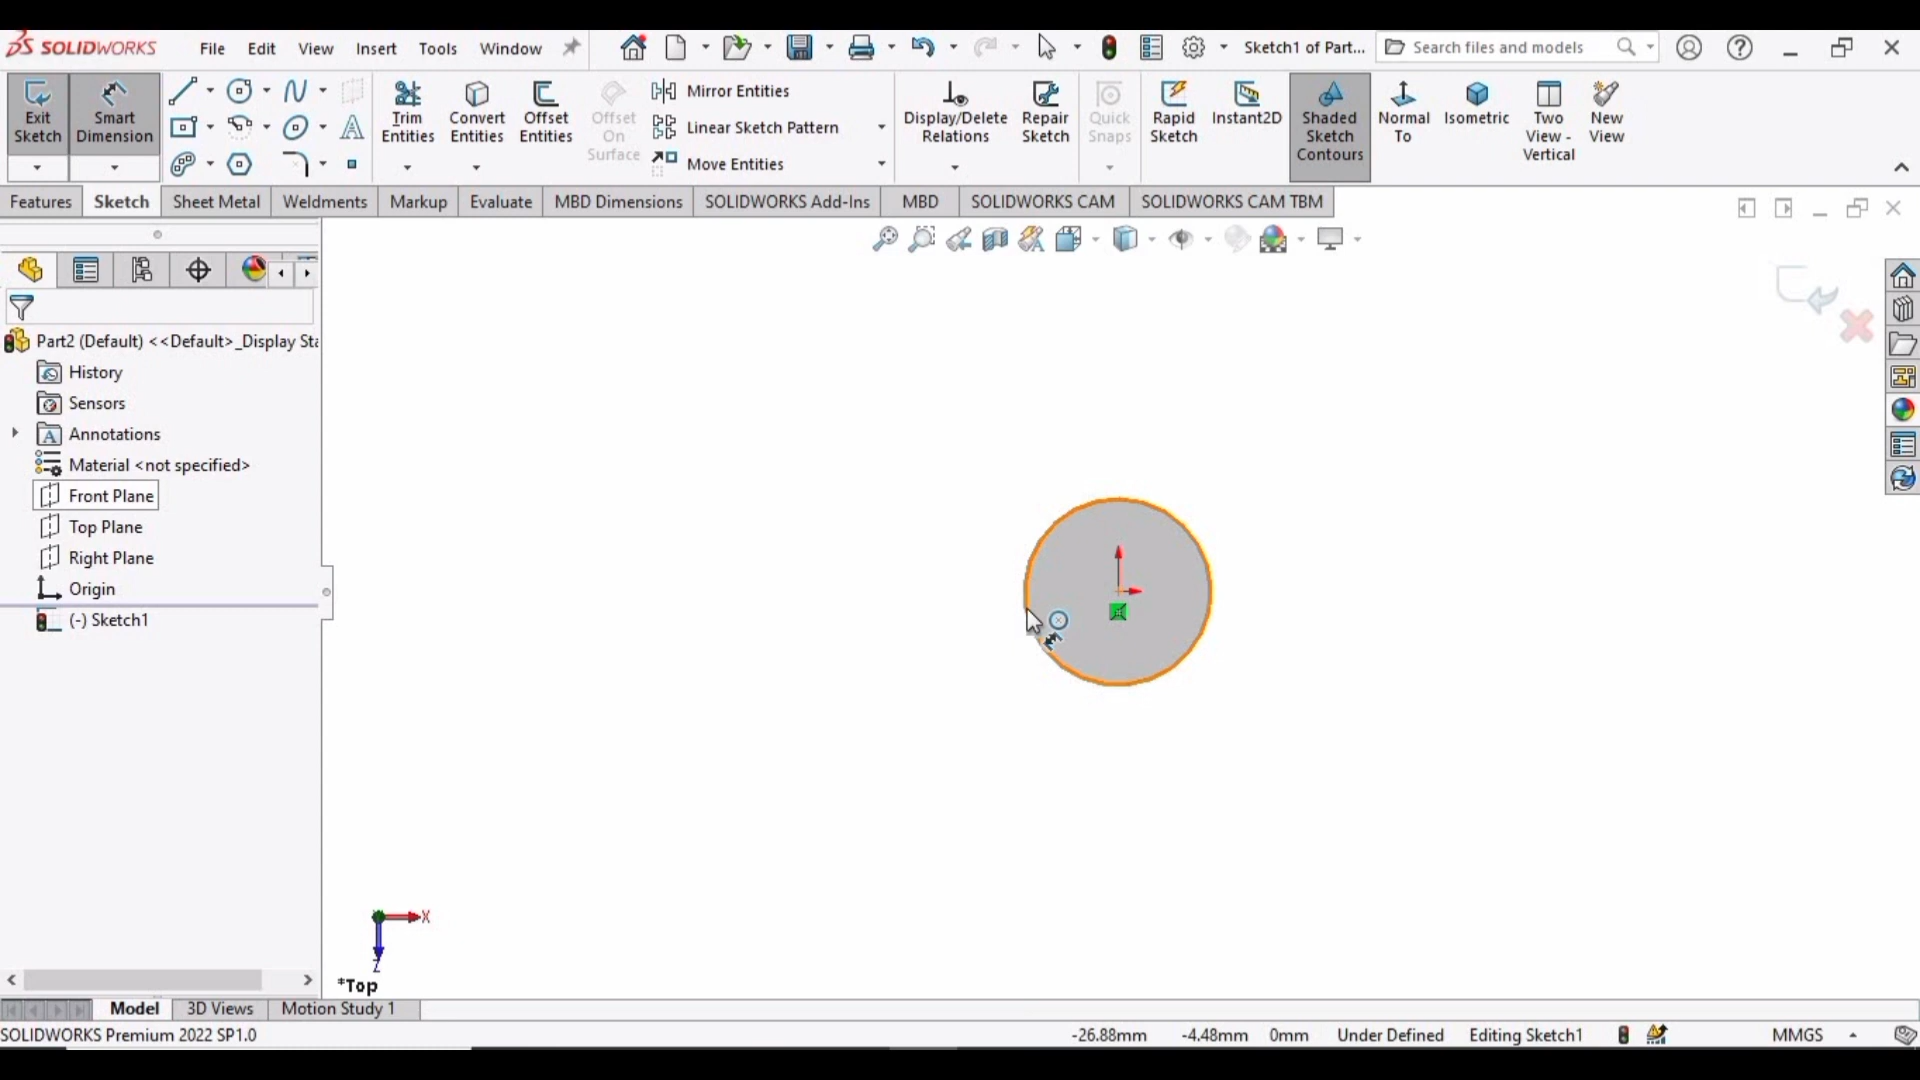 SOLIDWORKS File Edit View Insert Tools Window Sketch1 of Part... Search files and models
Exit Sketch
Smart Dimension
Trim Entities
Convert Entities
Offset Entities
Offset On Surface
Mirror Entities
Linear Sketch Pattern
Move Entities
Display/Delete Relations
Repair Sketch
Quick Snaps
Rapid Sketch
Instant2D
Shaded Sketch Contours
Normal To
Isometric
Two View - Vertical
New View
Features Sketch Sheet Metal Weldments Markup Evaluate MBD Dimensions SOLIDWORKS Add-Ins MBD SOLIDWORKS CAM SOLIDWORKS CAM TBM
Part2 (Default) <<Default>_Display Sta
History
Sensors
Annotations
Material <not specified>
Front Plane
Top Plane
Right Plane
Origin
(-) Sketch1
X
Z
*Top
Model 3D Views Motion Study 1
SOLIDWORKS Premium 2022 SP1.0 -26.88mm -4.48mm 0mm Under Defined Editing Sketch1 MMGS